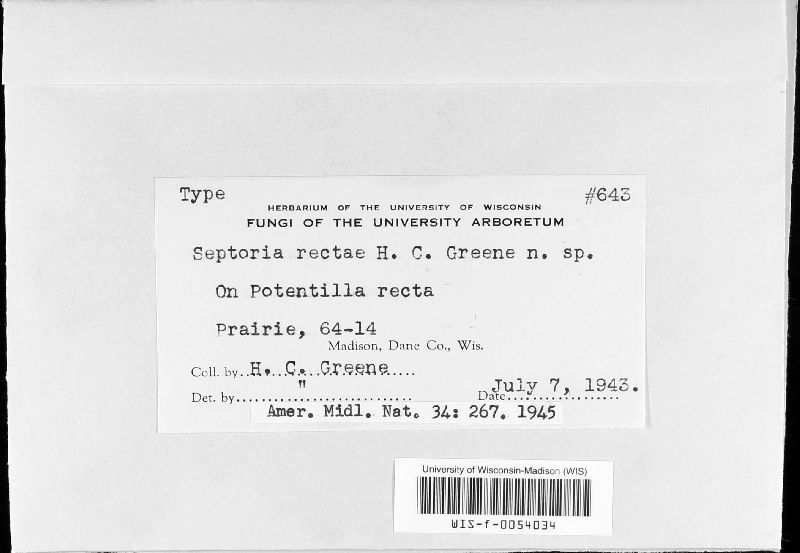 Type #643
HERBARIUM OF THE UNIVERSITY OF WISCONSIN
FUNGI OF THE UNIVERSITY ARBORETUM
Septoria rectae H. C. Greene n. sp.
On Potentilla recta
Prairie, 64-14
Madison, Dane Co., Wis.
Coll. by..H. C. Greene....
"
Det. by.......................... Date July 7, 1943.
Amer. Midl. Nat. 34: 267. 1945
University of Wisconsin-Madison (WIS)
WIS-f-0054034